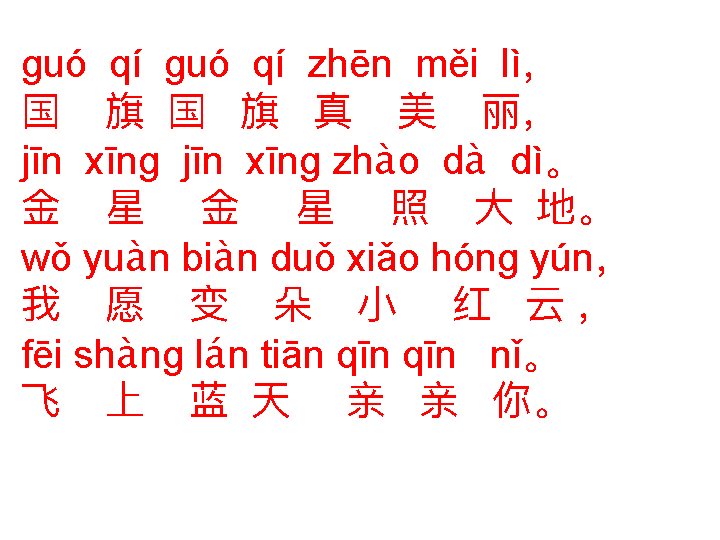 guó qí guó qí zhēn měi lì,
国 旗 国 旗 真 美 丽,
jīn xīng jīn xīng zhào dà dì。
金 星 金 星 照 大 地。
wǒ yuàn biàn duǒ xiǎo hóng yún,
我 愿 变 朵 小 红 云 ,
fēi shàng lán tiān qīn qīn nǐ。
飞 上 蓝 天 亲 亲 你。